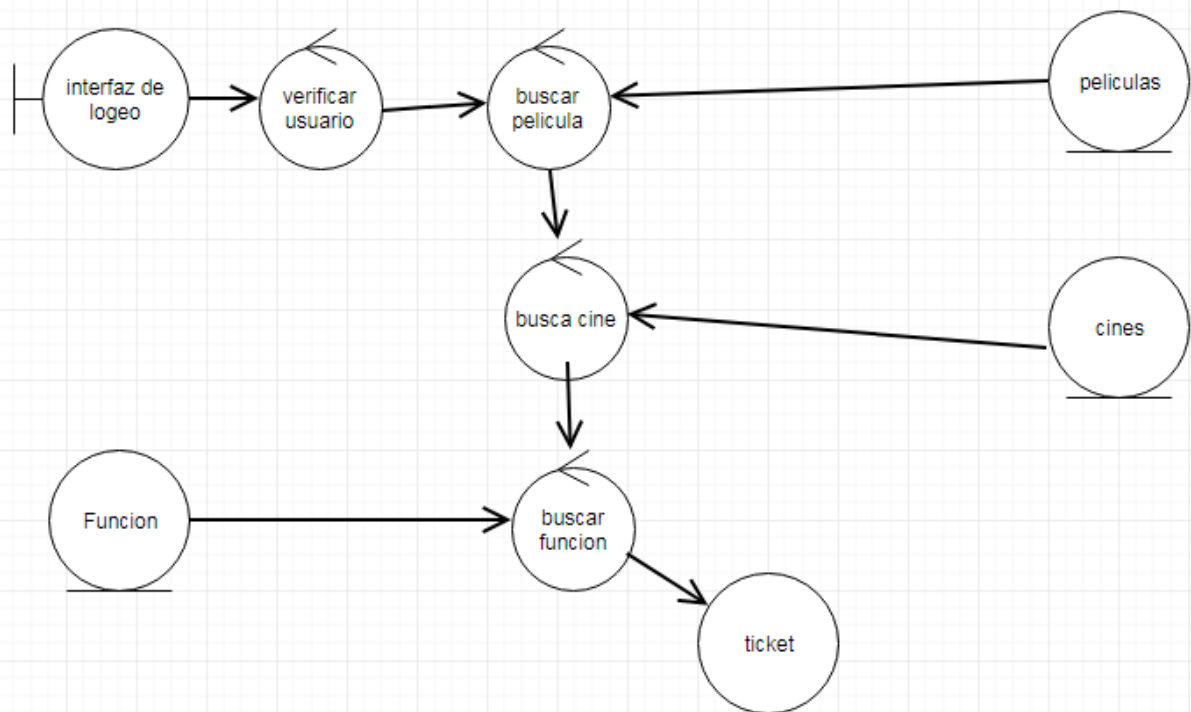 interfaz de
logeo
verificar
usuario
buscar
pelicula
peliculas
busca cine
cines
Funcion
buscar
funcion
ticket